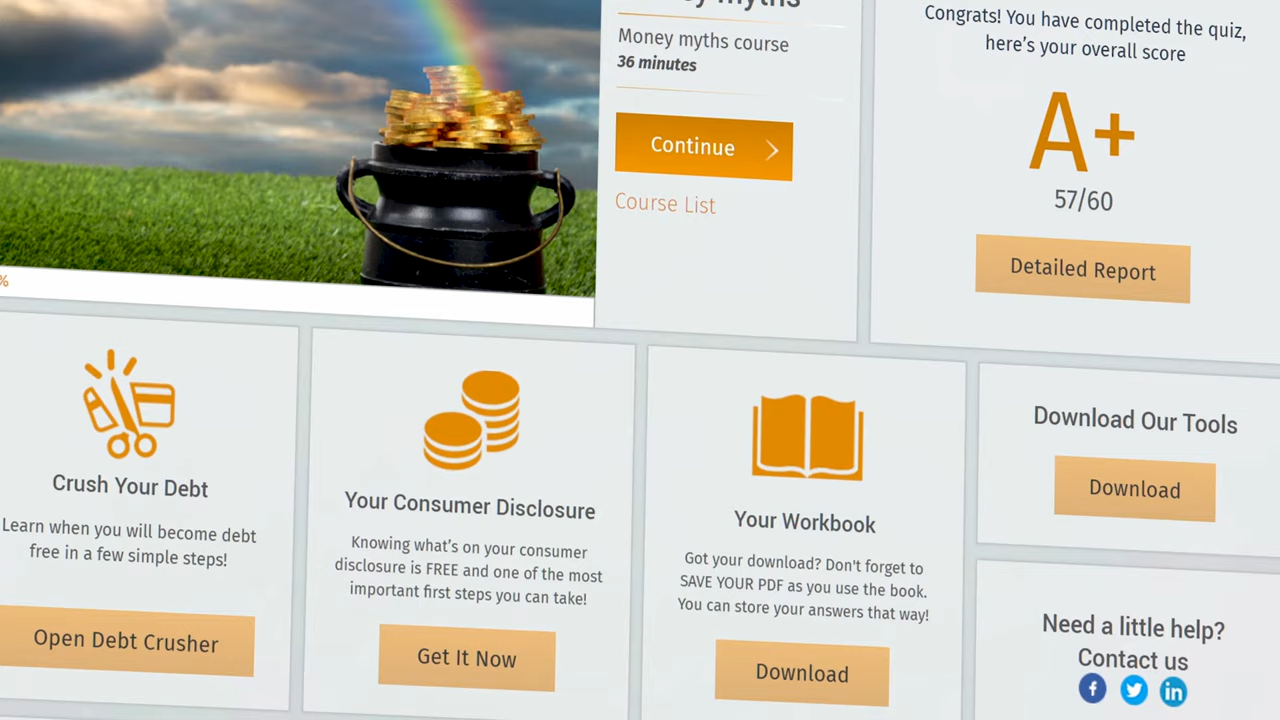 Money myths course
36 minutes
Continue
Course List
Congrats! You have completed the quiz,
here's your overall score
A+
57/60
Detailed Report
%
Crush Your Debt
Learn when you will become debt
free in a few simple steps!
Open Debt Crusher
Your Consumer Disclosure
Knowing what's on your consumer
disclosure is FREE and one of the most
important first steps you can take!
Get It Now
Your Workbook
Got your download? Don't forget to
SAVE YOUR PDF as you use the book.
You can store your answers that way!
Download
Download Our Tools
Download
Need a little help?
Contact us
f
in